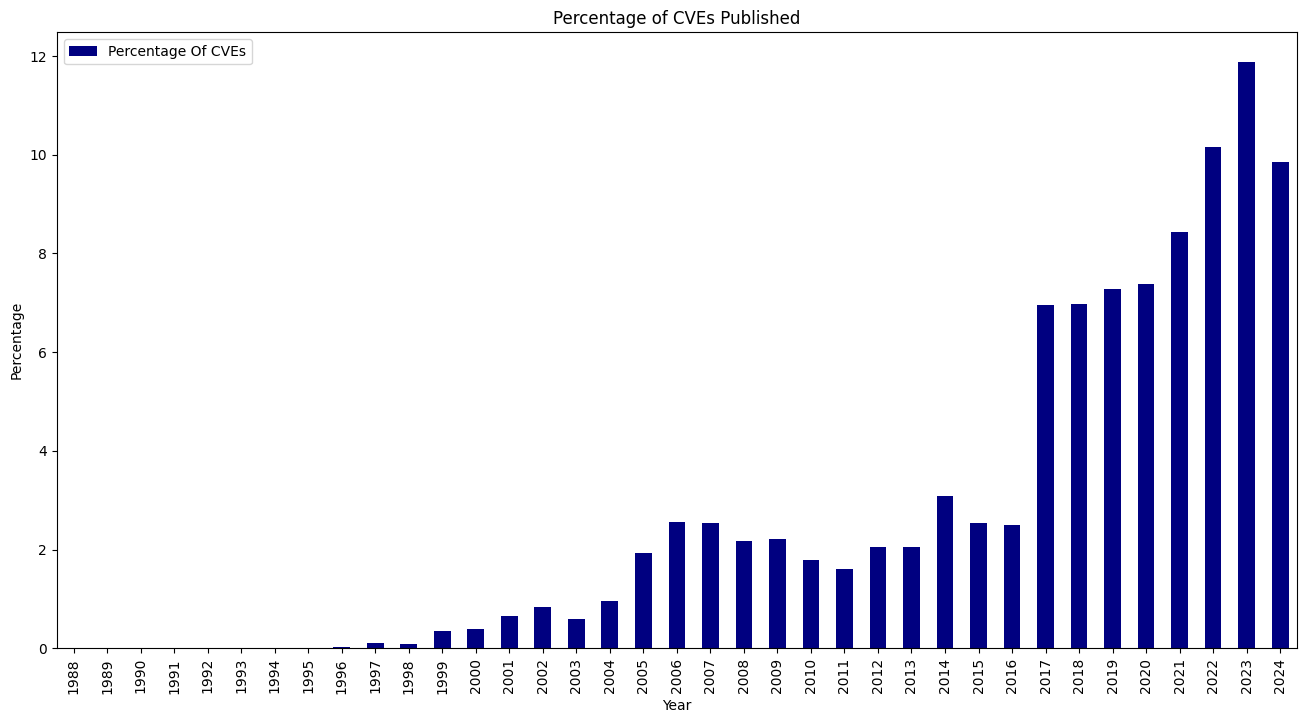 Percentage of CVEs Published
Percentage Of CVEs
12
10
8
6
4
2
0
Percentage
1988 1989 1990 1991 1992 1993 1994 1995 1996 1997 1998 1999 2000 2001 2002 2003 2004 2005 2006 2007 2008 2009 2010 2011 2012 2013 2014 2015 2016 2017 2018 2019 2020 2021 2022 2023 2024
Year